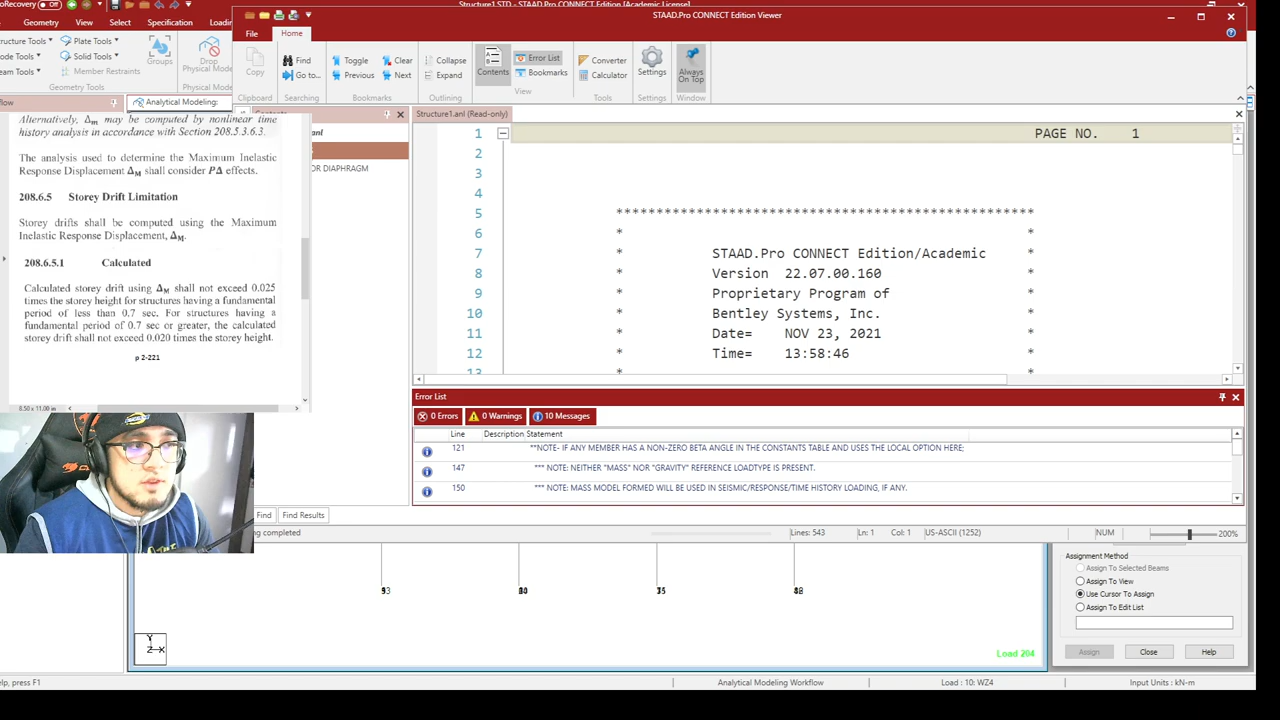 Recovery Off
Structure1.STD - STAAD.Pro CONNECT Edition [Academic License]
Geometry View Select Specification
Plate Tools
Solid Tools
Member Restraints
Groups
Drop
Geometry Tools
Analytical Modeling:
STAAD.Pro CONNECT Edition Viewer
File Home
Copy
Find
Go to...
Toggle Clear
Previous Next
Collapse
Expand
Contents
Error List
Bookmarks
Converter
Calculator
Settings
Always On Top
Clipboard Searching Bookmarks Outlining View Tools Settings Window
Alternatively, Δm may be computed by nonlinear time
history analysis in accordance with Section 208.5.3.6.3.
The analysis used to determine the Maximum Inelastic
Response Displacement ΔM shall consider PΔ effects.
208.6.5 Storey Drift Limitation
Storey drifts shall be computed using the Maximum
Inelastic Response Displacement, ΔM.
208.6.5.1 Calculated
Calculated storey drift using ΔM shall not exceed 0.025
times the storey height for structures having a fundamental
period of less than 0.7 sec. For structures having a
fundamental period of 0.7 sec or greater, the calculated
storey drift shall not exceed 0.020 times the storey height.
p 2-221
8.50 x 11.00 in
OR DIAPHRAGM
Structure1.anl (Read-only)
1 PAGE NO. 1
2
3
4
5 ****************************************************
6 * *
7 * STAAD.Pro CONNECT Edition/Academic *
8 * Version 22.07.00.160 *
9 * Proprietary Program of *
10 * Bentley Systems, Inc. *
11 * Date= NOV 23, 2021 *
12 * Time= 13:58:46 *
13 * *
Error List
0 Errors 0 Warnings 10 Messages
Line Description Statement
121 **NOTE- IF ANY MEMBER HAS A NON-ZERO BETA ANGLE IN THE CONSTANTS TABLE AND USES THE LOCAL OPTION HERE;
147 *** NOTE: NEITHER "MASS" NOR "GRAVITY" REFERENCE LOADTYPE IS PRESENT.
150 *** NOTE: MASS MODEL FORMED WILL BE USED IN SEISMIC/RESPONSE/TIME HISTORY LOADING, IF ANY.
Find Find Results
ng completed Lines: 543 Ln: 1 Col: 1 US-ASCII (1252) NUM 200%
Assignment Method
Assign To Selected Beams
Assign To View
Use Cursor To Assign
Assign To Edit List
Assign Close Help
Y
Z X
Load 204
elp, press F1 Analytical Modeling Workflow Load : 10: WZ4 Input Units : kN-m